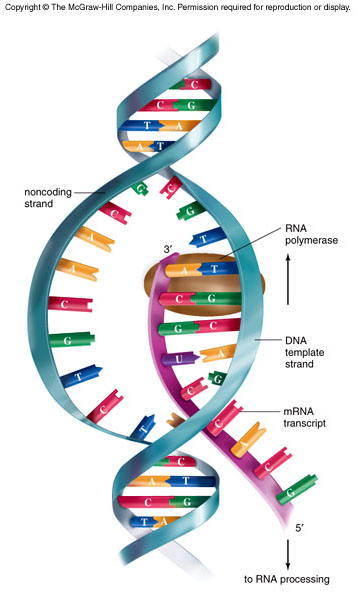 Copyright © The McGraw-Hill Companies, Inc. Permission required for reproduction or display.
C
C G
T A
A T
noncoding
strand
G C
C G
A T
RNA
polymerase
3′
A
A T
C
C G
G
G C
DNA
template
strand
U A
T
C G
C
T
C
mRNA
transcript
A
C
C
A T
G
C G
5′
T A
to RNA processing